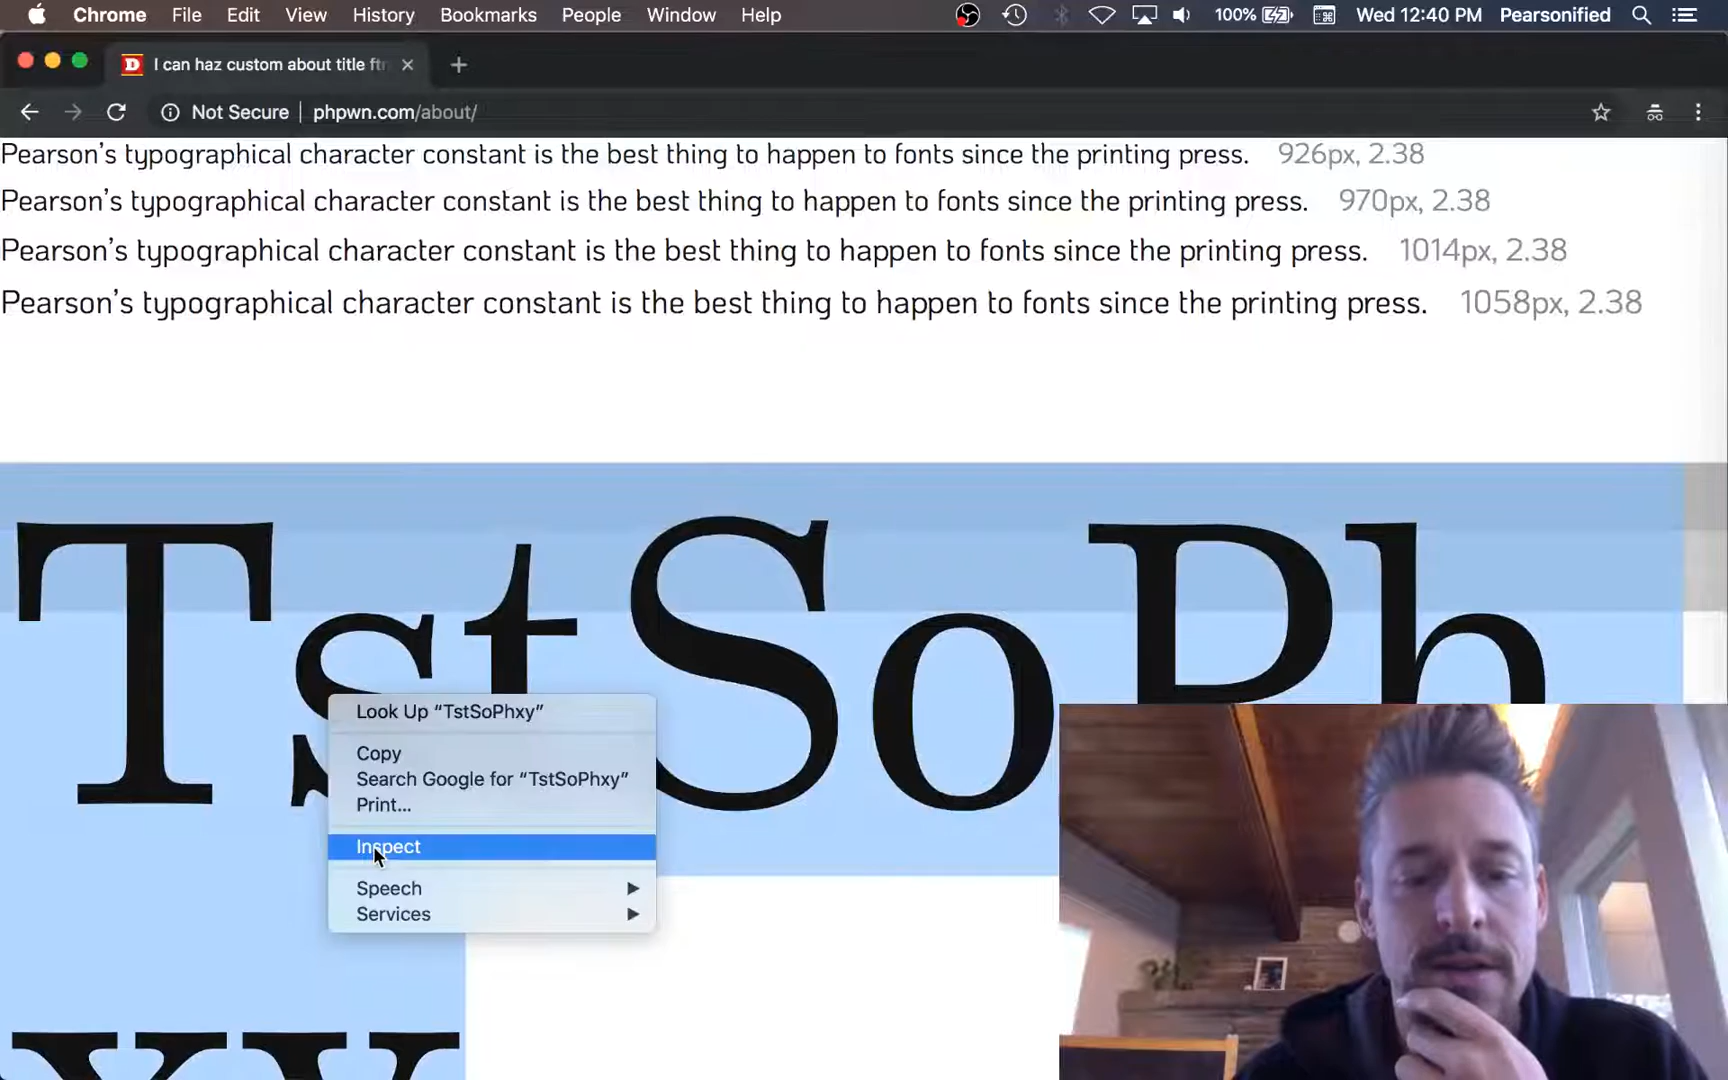 Chrome File Edit View History Bookmarks People Window Help 100% Wed 12:40 PM Pearsonified
D I can haz custom about title ftr
Not Secure | phpwn.com/about/
Pearson’s typographical character constant is the best thing to happen to fonts since the printing press. 926px, 2.38
Pearson’s typographical character constant is the best thing to happen to fonts since the printing press. 970px, 2.38
Pearson’s typographical character constant is the best thing to happen to fonts since the printing press. 1014px, 2.38
Pearson’s typographical character constant is the best thing to happen to fonts since the printing press. 1058px, 2.38
TstSoPh
Look Up “TstSoPhxy”
Copy
Search Google for “TstSoPhxy”
Print...
Inspect
Speech
Services
xy